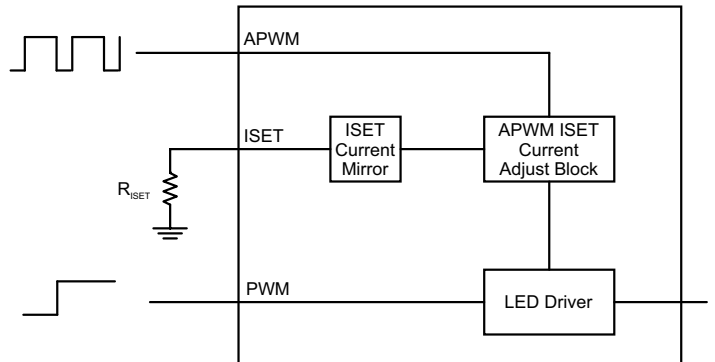 APWM
ISET
ISET
Current
Mirror
APWM ISET
Current
Adjust Block
RISET
PWM
LED Driver